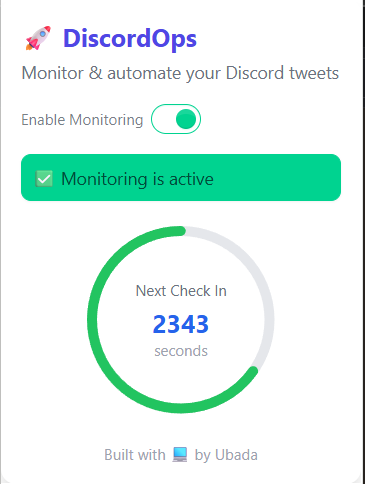 🚀 DiscordOps
Monitor & automate your Discord tweets
Enable Monitoring
✅ Monitoring is active
Next Check In
2343
seconds
Built with 💻 by Ubada